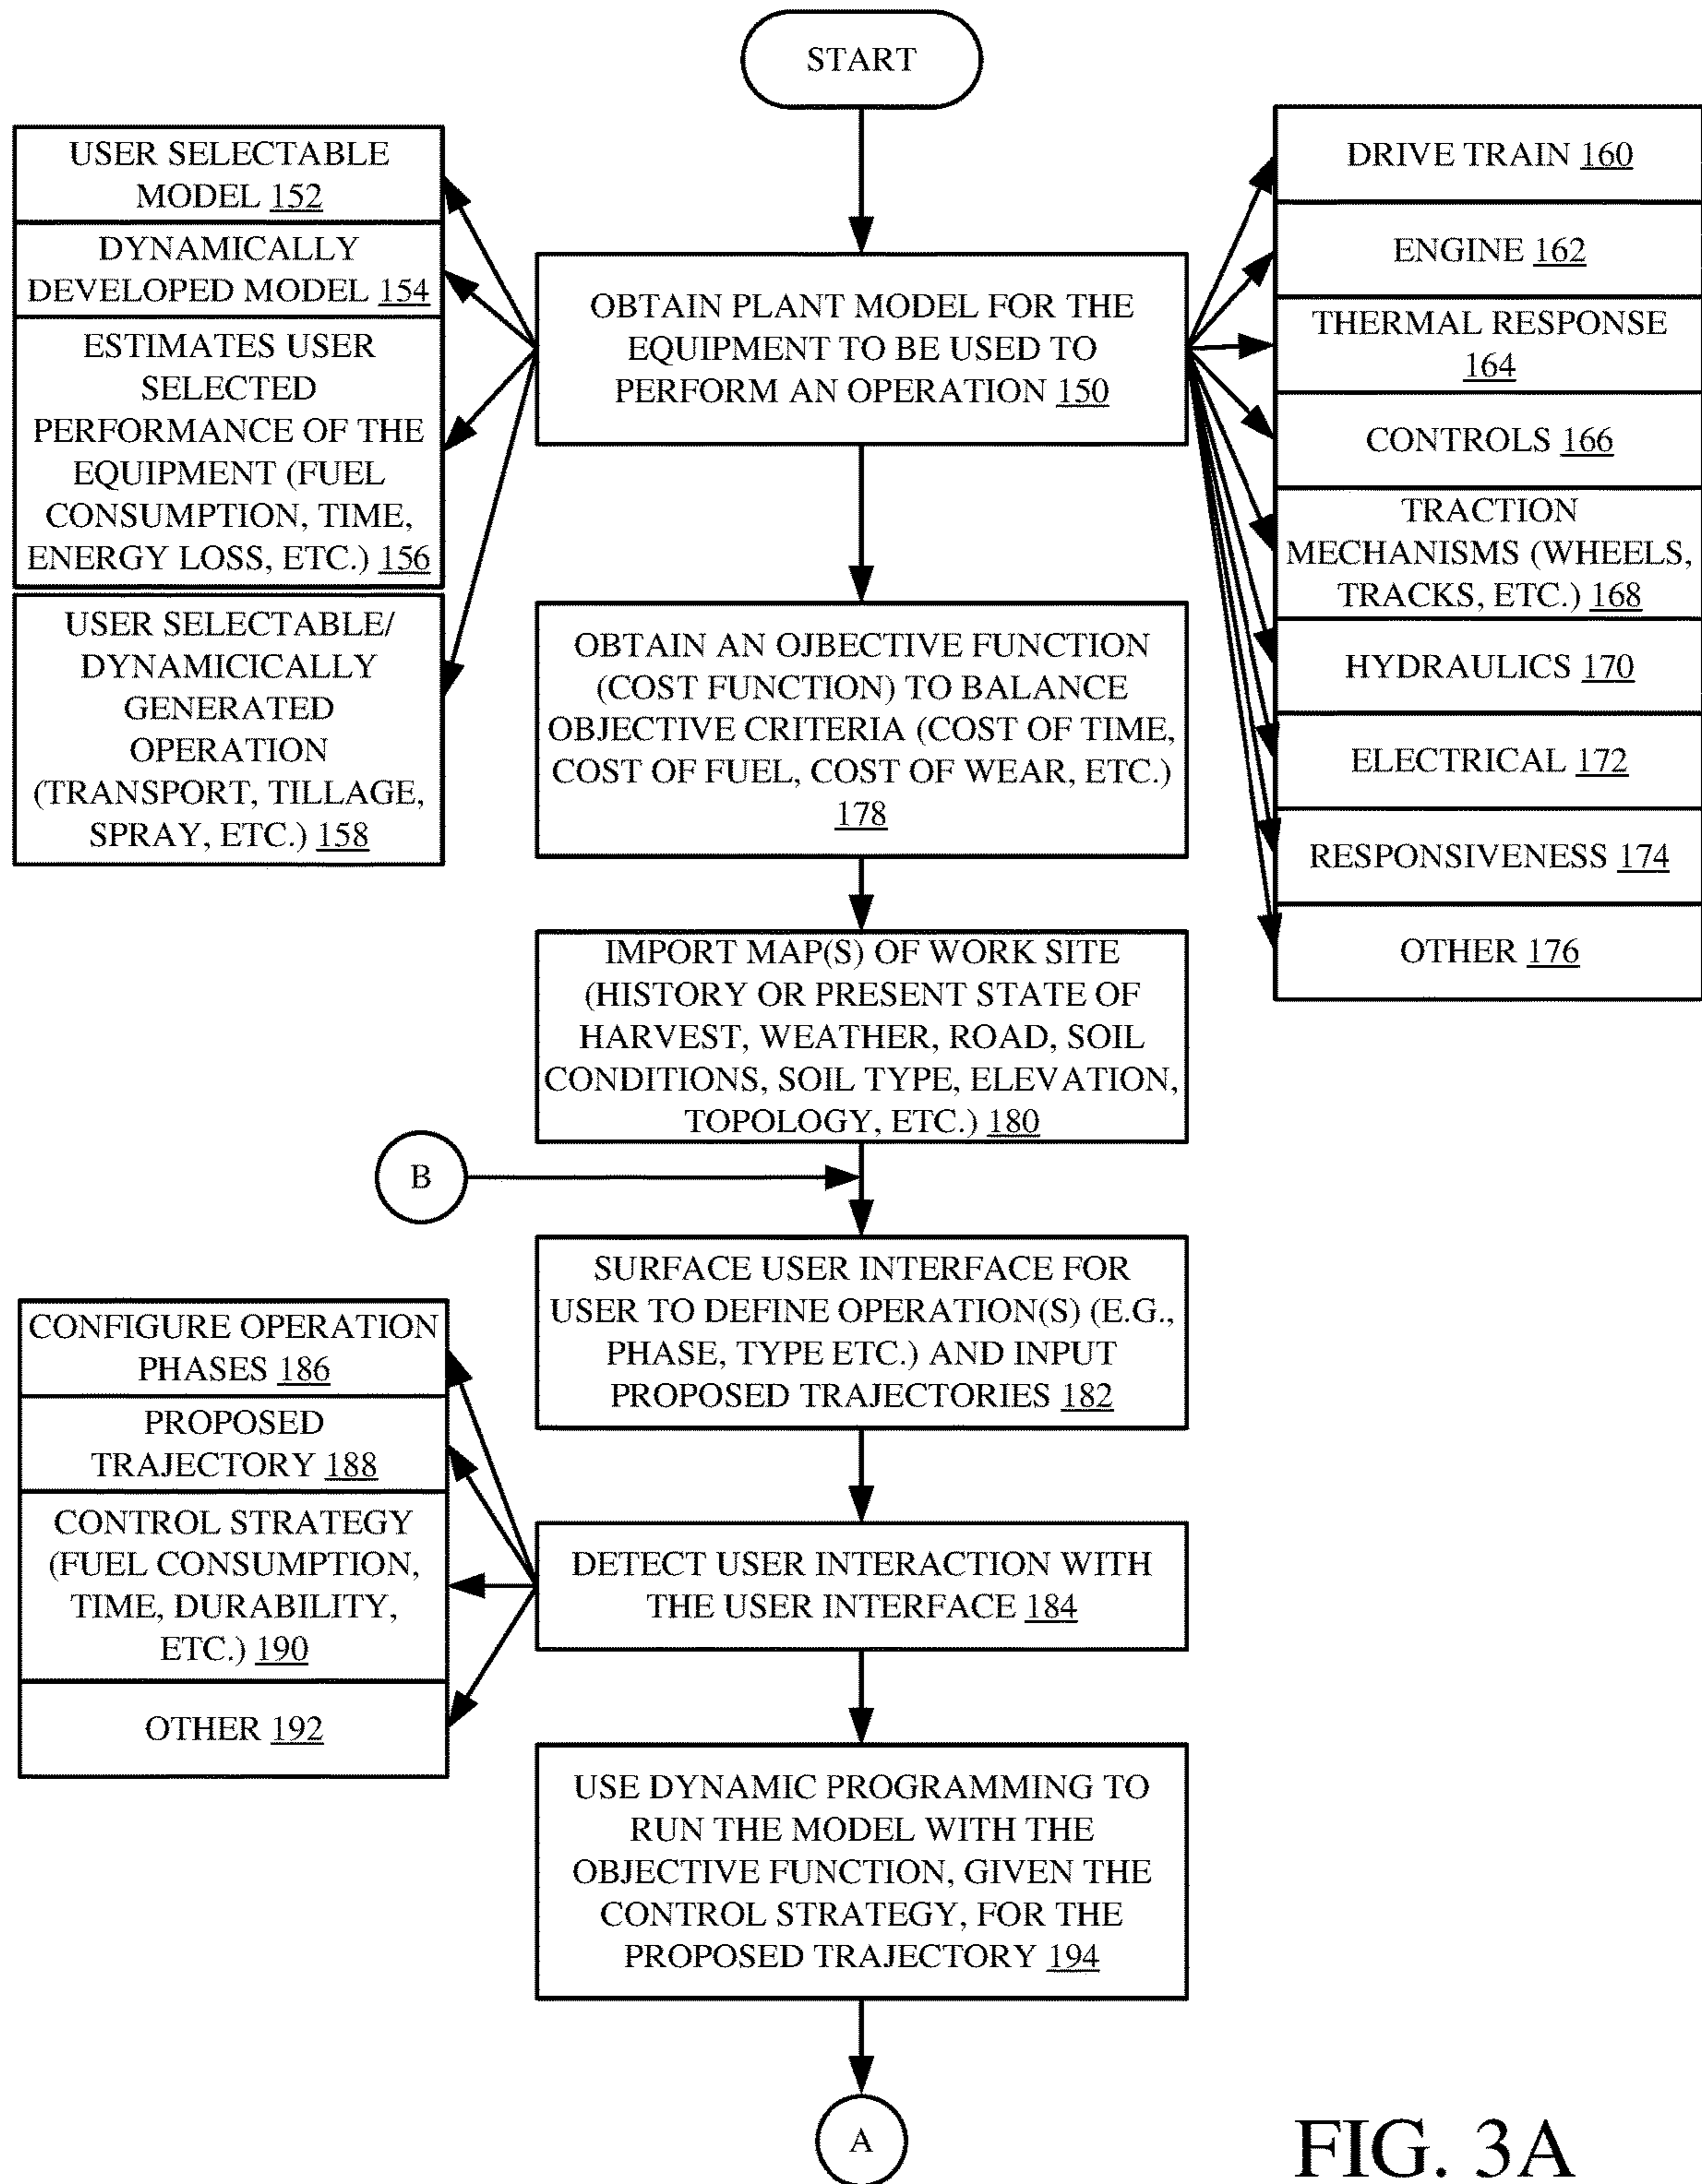 START
USER SELECTABLE
MODEL 152
DYNAMICALLY
DEVELOPED MODEL 154
ESTIMATES USER
SELECTED
PERFORMANCE OF THE
EQUIPMENT (FUEL
CONSUMPTION, TIME,
ENERGY LOSS, ETC.) 156
USER SELECTABLE/
DYNAMICICALLY
GENERATED
OPERATION
(TRANSPORT, TILLAGE,
SPRAY, ETC.) 158
OBTAIN PLANT MODEL FOR THE
EQUIPMENT TO BE USED TO
PERFORM AN OPERATION 150
DRIVE TRAIN 160
ENGINE 162
THERMAL RESPONSE
164
CONTROLS 166
TRACTION
MECHANISMS (WHEELS,
TRACKS, ETC.) 168
HYDRAULICS 170
ELECTRICAL 172
RESPONSIVENESS 174
OTHER 176
OBTAIN AN OJBECTIVE FUNCTION
(COST FUNCTION) TO BALANCE
OBJECTIVE CRITERIA (COST OF TIME,
COST OF FUEL, COST OF WEAR, ETC.)
178
IMPORT MAP(S) OF WORK SITE
(HISTORY OR PRESENT STATE OF
HARVEST, WEATHER, ROAD, SOIL
CONDITIONS, SOIL TYPE, ELEVATION,
TOPOLOGY, ETC.) 180
B
SURFACE USER INTERFACE FOR
USER TO DEFINE OPERATION(S) (E.G.,
PHASE, TYPE ETC.) AND INPUT
PROPOSED TRAJECTORIES 182
CONFIGURE OPERATION
PHASES 186
PROPOSED
TRAJECTORY 188
CONTROL STRATEGY
(FUEL CONSUMPTION,
TIME, DURABILITY,
ETC.) 190
OTHER 192
DETECT USER INTERACTION WITH
THE USER INTERFACE 184
USE DYNAMIC PROGRAMMING TO
RUN THE MODEL WITH THE
OBJECTIVE FUNCTION, GIVEN THE
CONTROL STRATEGY, FOR THE
PROPOSED TRAJECTORY 194
A
FIG. 3A